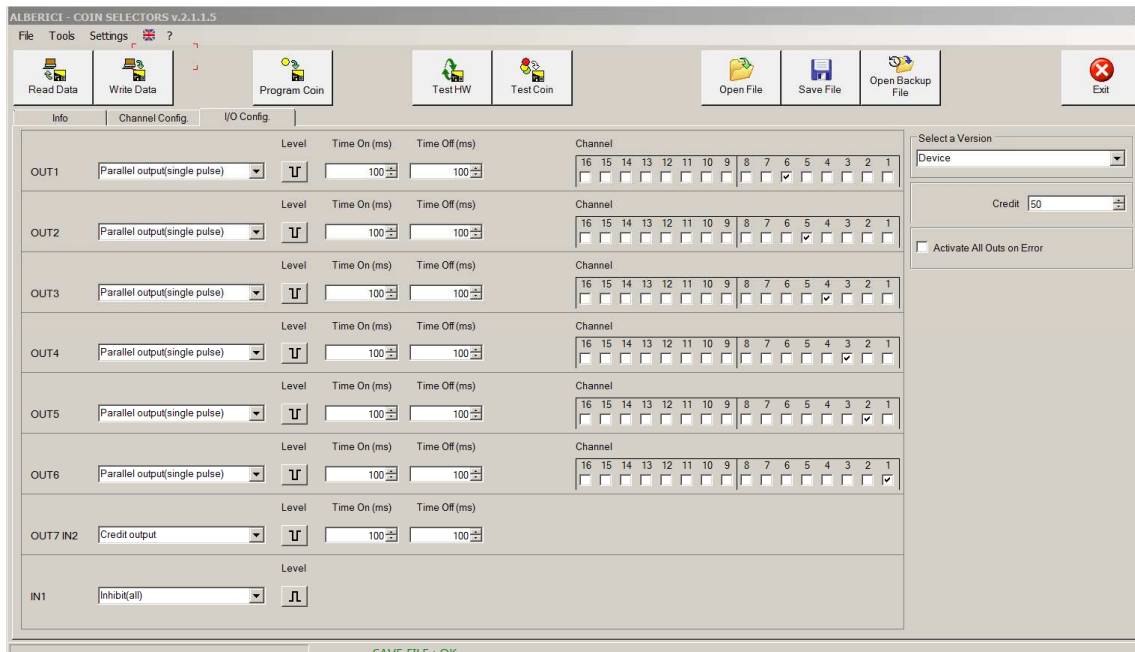 ALBERICI - COIN SELECTORS v.2.1.1.5
File Tools Settings ?
Read Data Write Data Program Coin Test HW Test Coin Open File Save File Open Backup File Exit
Info Channel Config. I/O Config.
Level Time On (ms) Time Off (ms) Channel
16 15 14 13 12 11 10 9 8 7 6 5 4 3 2 1
OUT1 Parallel output(single pulse) 100 100
Level Time On (ms) Time Off (ms) Channel
16 15 14 13 12 11 10 9 8 7 6 5 4 3 2 1
OUT2 Parallel output(single pulse) 100 100
Level Time On (ms) Time Off (ms) Channel
16 15 14 13 12 11 10 9 8 7 6 5 4 3 2 1
OUT3 Parallel output(single pulse) 100 100
Level Time On (ms) Time Off (ms) Channel
16 15 14 13 12 11 10 9 8 7 6 5 4 3 2 1
OUT4 Parallel output(single pulse) 100 100
Level Time On (ms) Time Off (ms) Channel
16 15 14 13 12 11 10 9 8 7 6 5 4 3 2 1
OUT5 Parallel output(single pulse) 100 100
Level Time On (ms) Time Off (ms) Channel
16 15 14 13 12 11 10 9 8 7 6 5 4 3 2 1
OUT6 Parallel output(single pulse) 100 100
Level Time On (ms) Time Off (ms)
OUT7 IN2 Credit output 100 100
Level
IN1 Inhibit(all)
Select a Version
Device
Credit 50
Activate All Outs on Error
SAVE FILE : OK